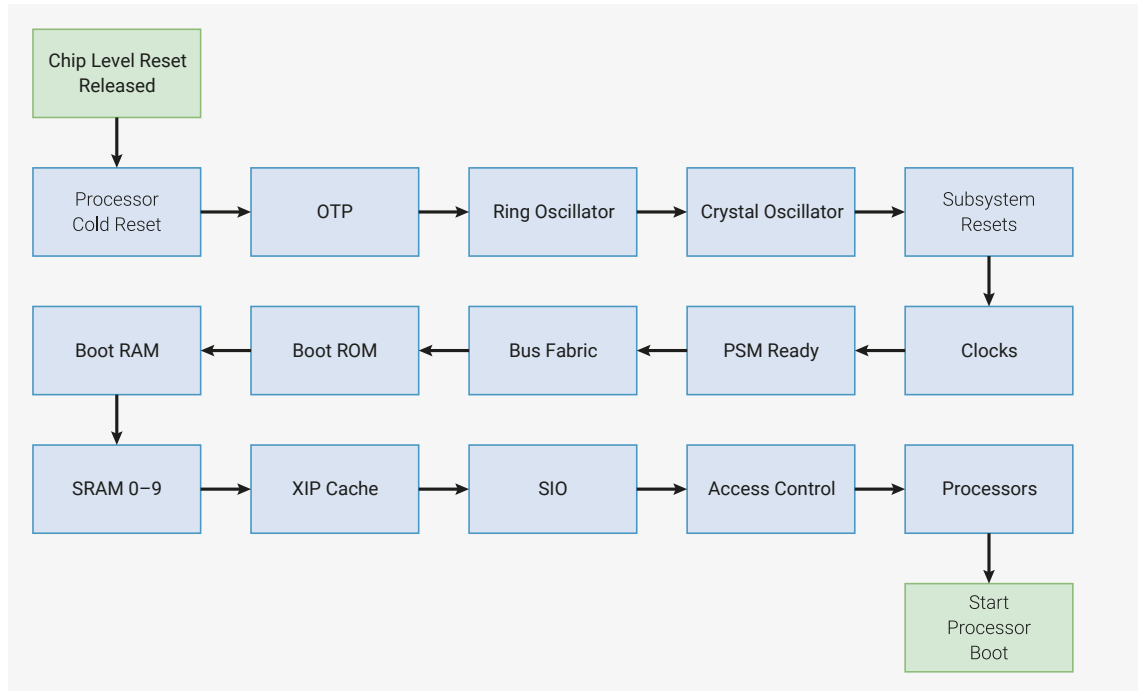 Chip Level Reset
Released
Processor
Cold Reset
OTP
Ring Oscillator
Crystal Oscillator
Subsystem
Resets
Boot RAM
Boot ROM
Bus Fabric
PSM Ready
Clocks
SRAM 0–9
XIP Cache
SIO
Access Control
Processors
Start
Processor
Boot